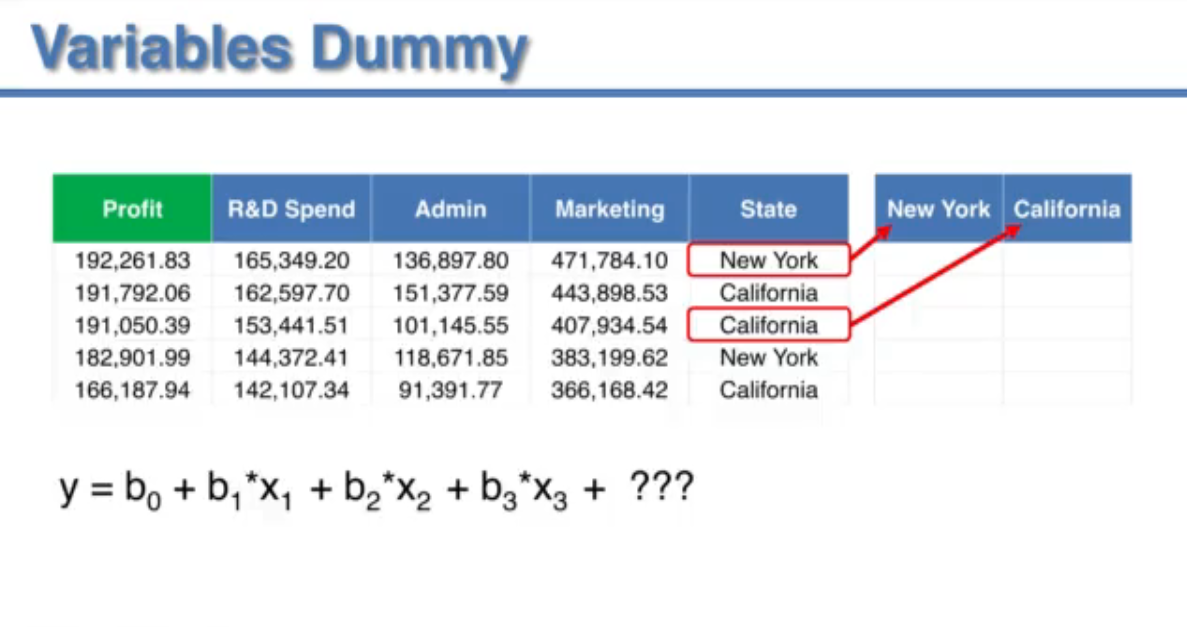 Variables Dummy
Profit R&D Spend Admin Marketing State New York California
192,261.83 165,349.20 136,897.80 471,784.10 New York
191,792.06 162,597.70 151,377.59 443,898.53 California
191,050.39 153,441.51 101,145.55 407,934.54 California
182,901.99 144,372.41 118,671.85 383,199.62 New York
166,187.94 142,107.34 91,391.77 366,168.42 California
y = b₀ + b₁*x₁ + b₂*x₂ + b₃*x₃ + ???